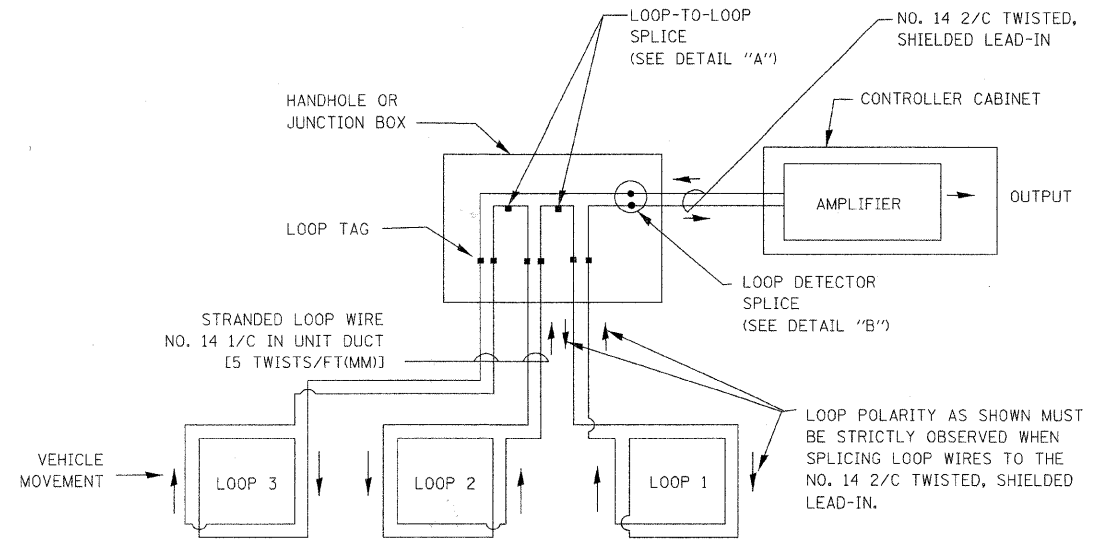 LOOP-TO-LOOP
SPLICE
(SEE DETAIL "A")
NO. 14 2/C TWISTED,
SHIELDED LEAD-IN
HANDHOLE OR
JUNCTION BOX
CONTROLLER CABINET
AMPLIFIER
OUTPUT
LOOP TAG
LOOP DETECTOR
SPLICE
(SEE DETAIL "B")
STRANDED LOOP WIRE
NO. 14 1/C IN UNIT DUCT
[5 TWISTS/FT(MM)]
LOOP POLARITY AS SHOWN MUST
BE STRICTLY OBSERVED WHEN
SPLICING LOOP WIRES TO THE
NO. 14 2/C TWISTED, SHIELDED
LEAD-IN.
VEHICLE
MOVEMENT
LOOP 3
LOOP 2
LOOP 1